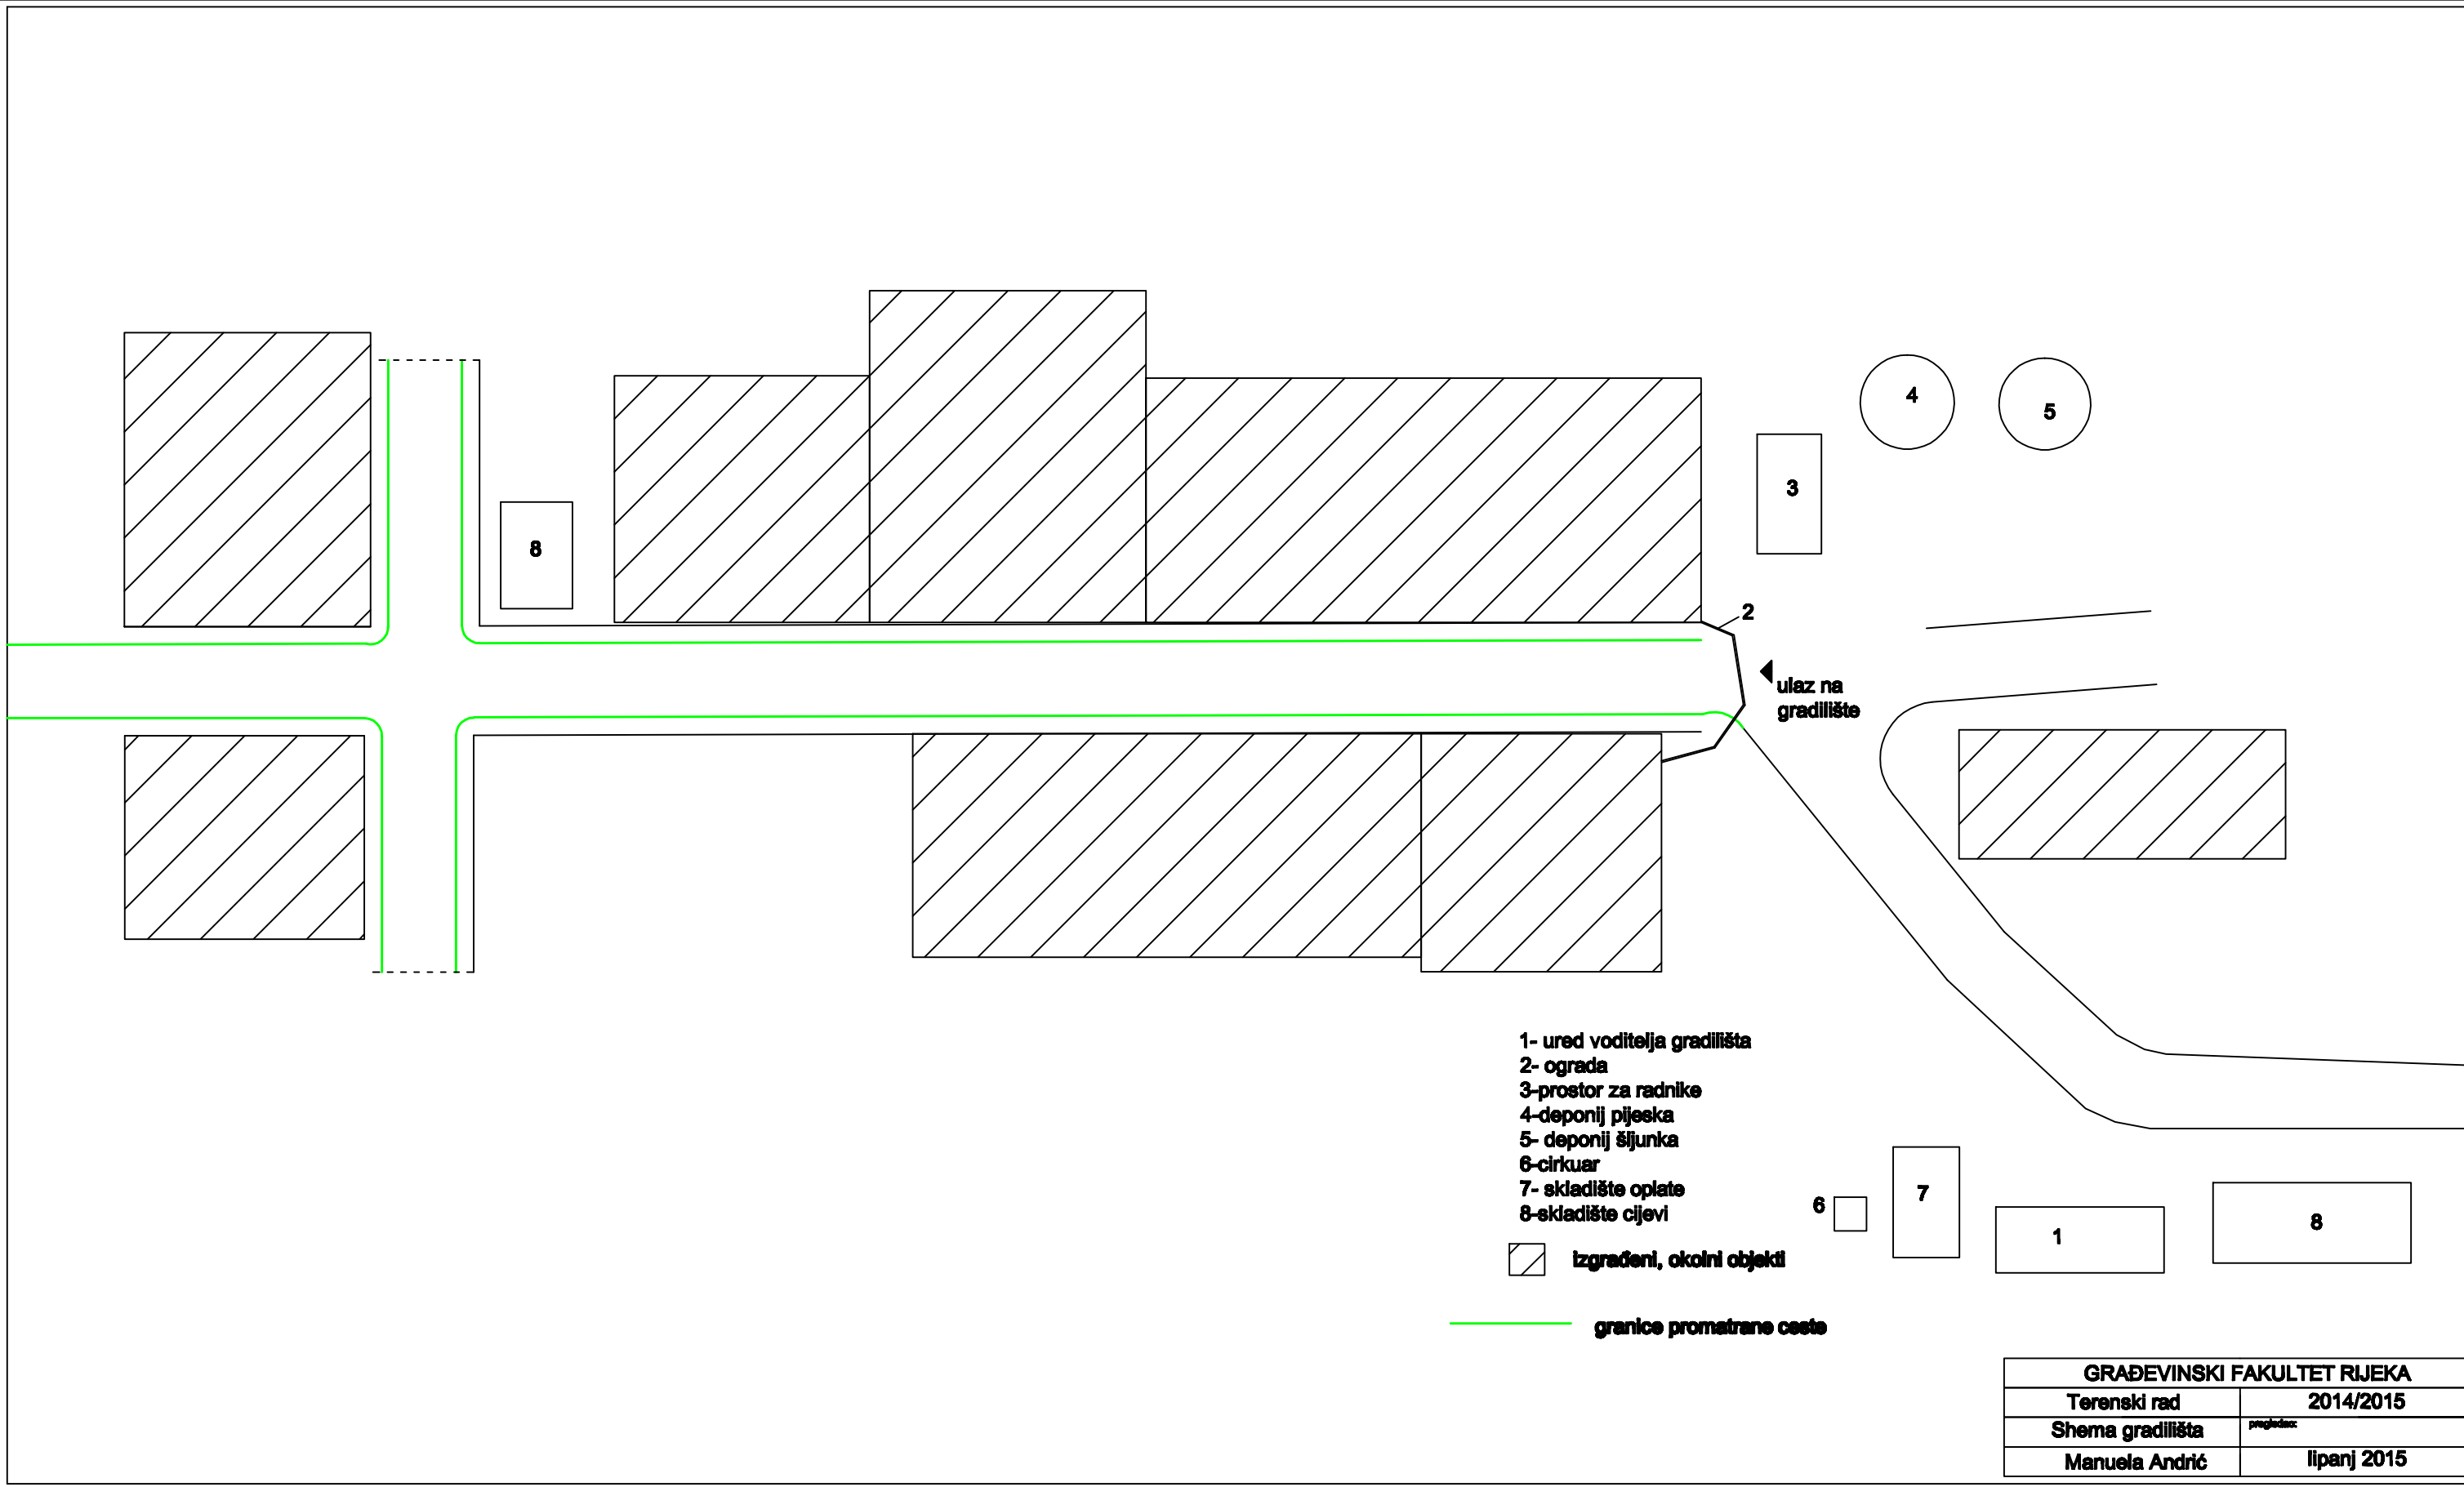 4
5
3
8
2
ulaz na
gradilište
1- ured voditelja gradilišta
2- ograda
3-prostor za radnike
4-deponij pijeska
5- deponij šljunka
6-cirkuar
7- skladište oplate
8-skladište cijevi
6
7
1
8
izgrađeni, okolni objekti
granice promatrane ceste
GRAĐEVINSKI FAKULTET RIJEKA
Terenski rad 2014/2015
Shema gradilišta pregledao:
Manuela Andrić lipanj 2015